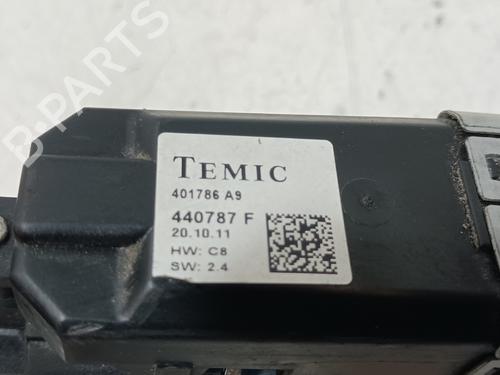 B-PARTS
TEMIC
401786 A9
440787 F
20.10.11
HW: C8
SW: 2.4